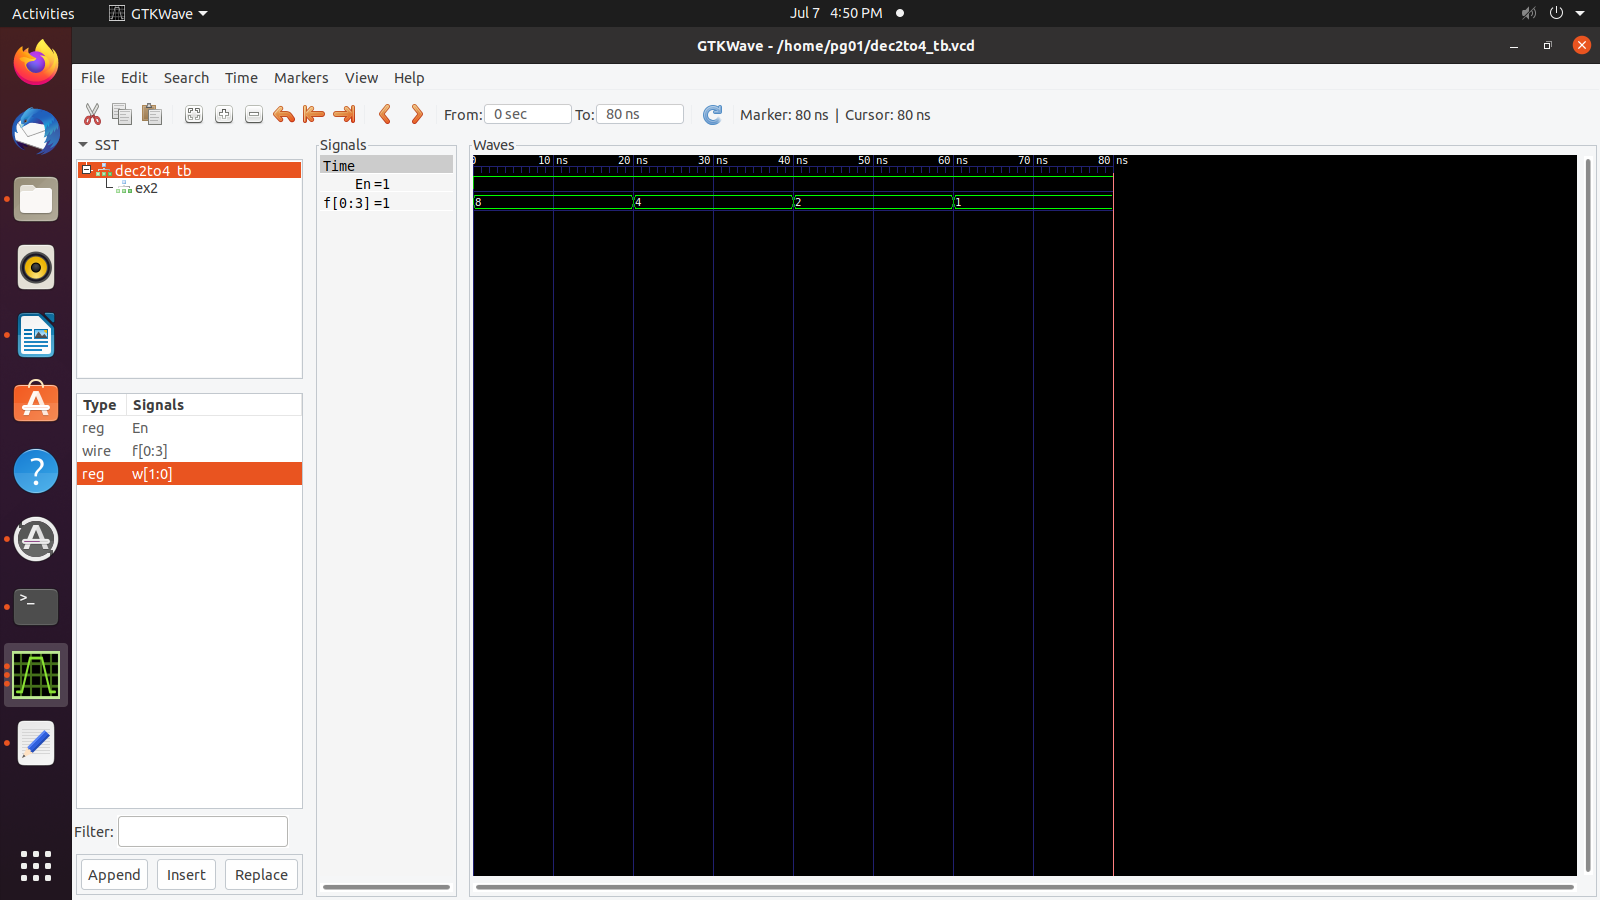 Activities GTKWave Jul 7 4:50 PM
GTKWave - /home/pg01/dec2to4_tb.vcd
File Edit Search Time Markers View Help
From: 0 sec To: 80 ns Marker: 80 ns | Cursor: 80 ns
SST
dec2to4_tb
ex2
Type Signals
reg En
wire f[0:3]
reg w[1:0]
Filter:
Append Insert Replace
Signals
Time
En=1
f[0:3]=1
Waves
0 10 ns 20 ns 30 ns 40 ns 50 ns 60 ns 70 ns 80 ns
8 4 2 1